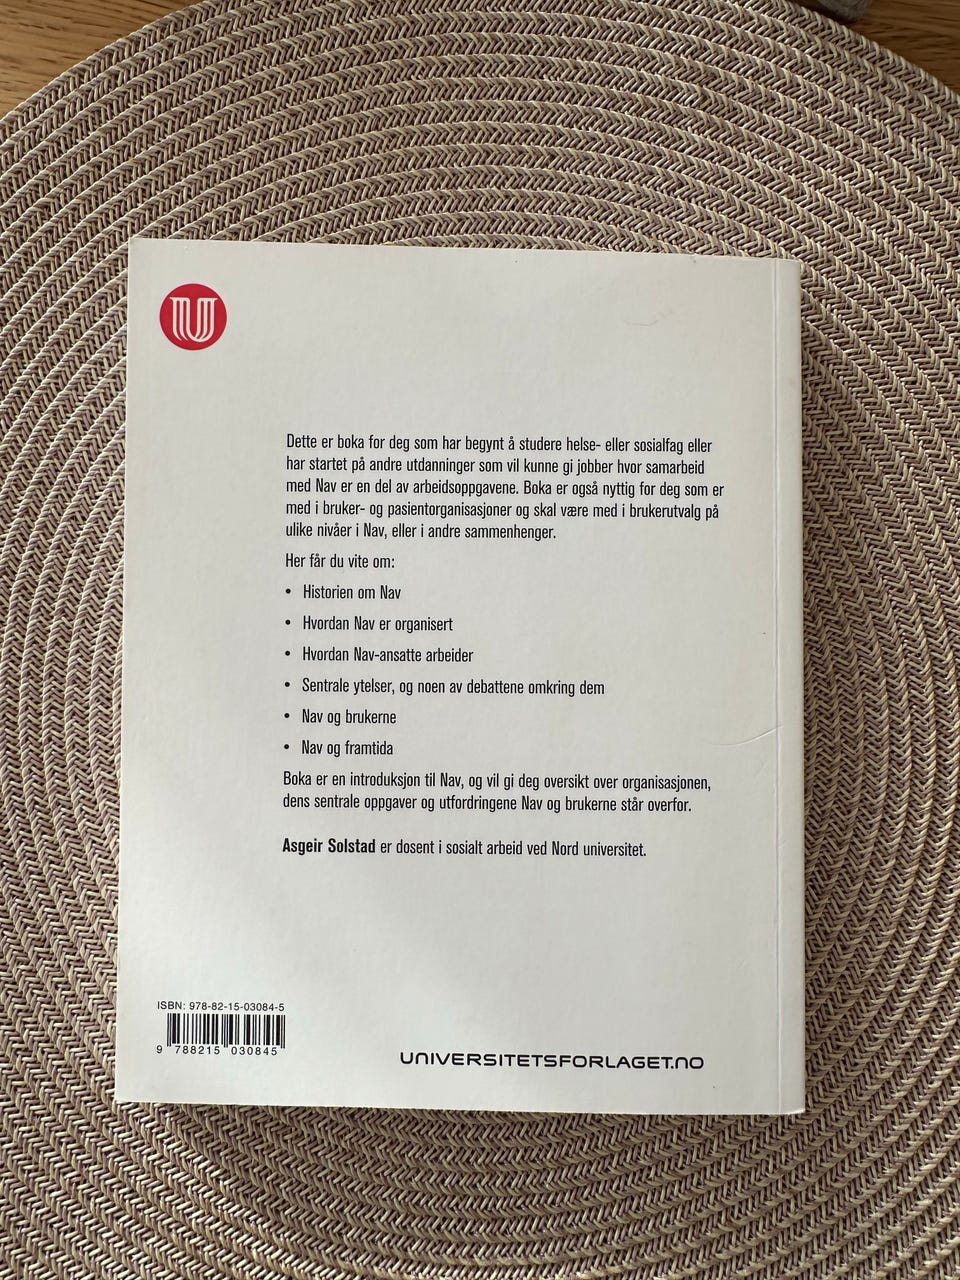 U
Dette er boka for deg som har begynt å studere helse- eller sosialfag eller
har startet på andre utdanninger som vil kunne gi jobber hvor samarbeid
med Nav er en del av arbeidsoppgavene. Boka er også nyttig for deg som er
med i bruker- og pasientorganisasjoner og skal være med i brukerutvalg på
ulike nivåer i Nav, eller i andre sammenhenger.
Her får du vite om:
• Historien om Nav
• Hvordan Nav er organisert
• Hvordan Nav-ansatte arbeider
• Sentrale ytelser, og noen av debattene omkring dem
• Nav og brukerne
• Nav og framtida
Boka er en introduksjon til Nav, og vil gi deg oversikt over organisasjonen,
dens sentrale oppgaver og utfordringene Nav og brukerne står overfor.
Asgeir Solstad er dosent i sosialt arbeid ved Nord universitet.
ISBN: 978-82-15-03084-5
9 788215 030845
UNIVERSITETSFORLAGET.NO